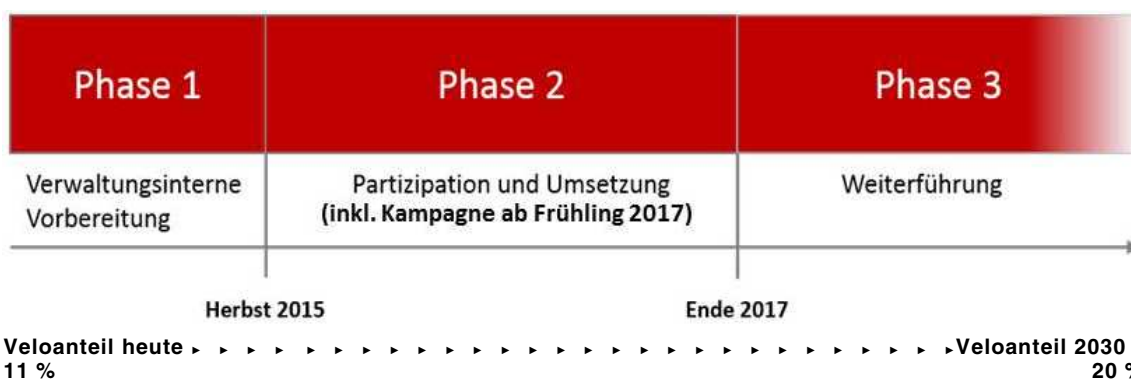 Phase 1
Phase 2
Phase 3
Verwaltungsinterne
Vorbereitung
Partizipation und Umsetzung
(inkl. Kampagne ab Frühling 2017)
Weiterführung
Herbst 2015
Ende 2017
Veloanteil heute ► ► ► ► ► ► ► ► ► ► ► ► ► ► ► ► ► ► ► ► ► ► ► ► ► ► ► ►Veloanteil 2030
11 %
20 %